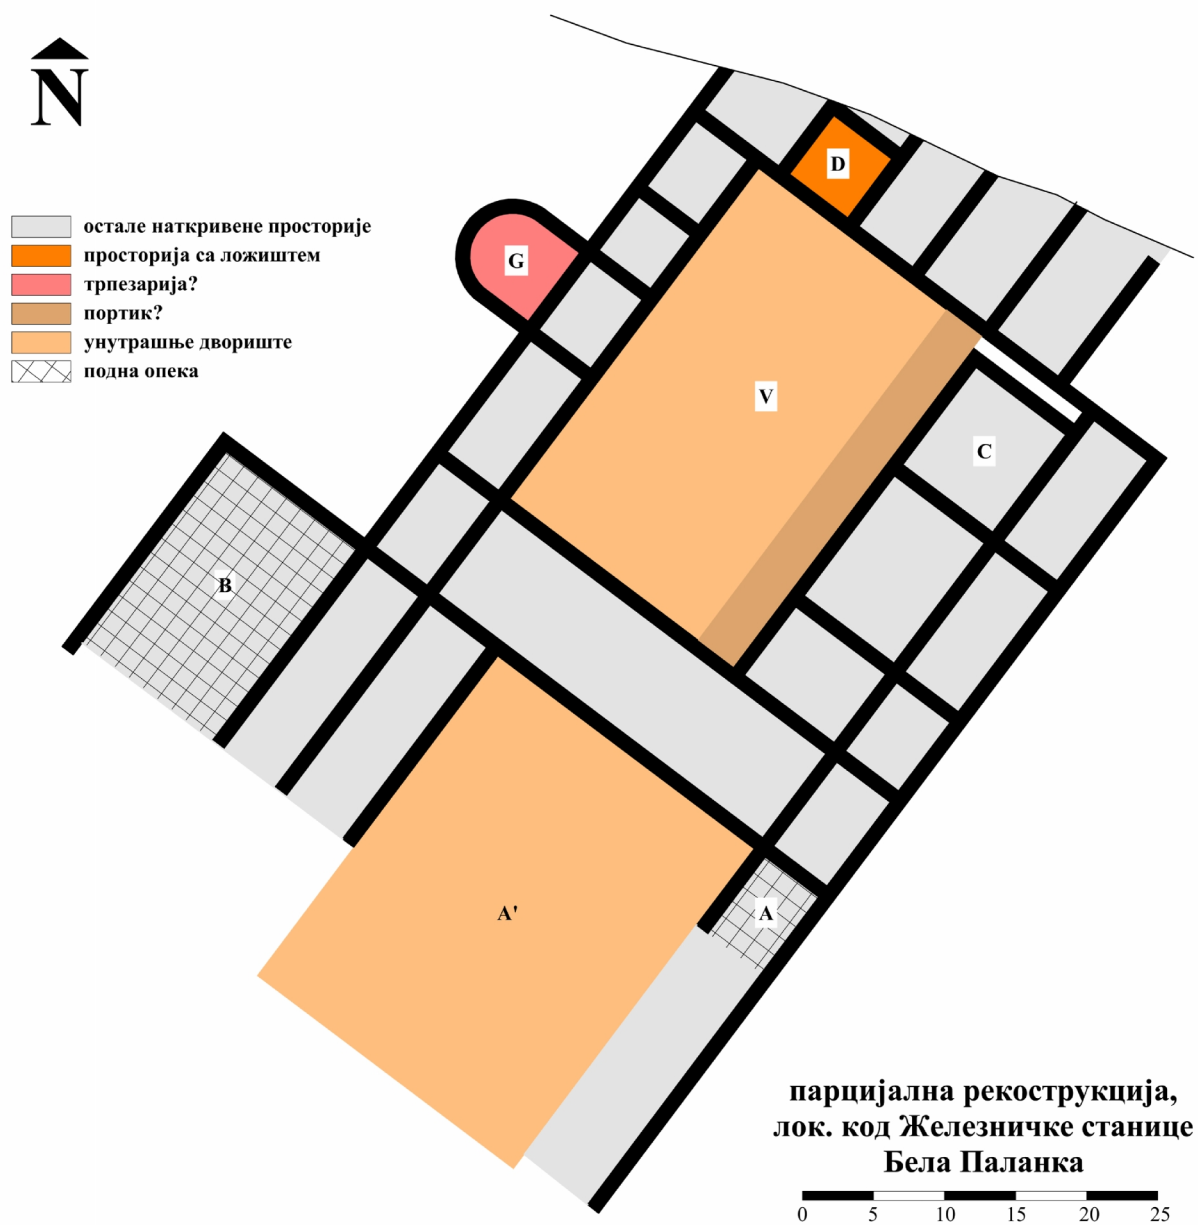 N
остале наткривене просторије
просторија са ложиштем
трпезарија?
портик?
унутрашње двориште
подна опека
D
G
V
C
B
A'
A
парцијална рекострукција,
лок. код Железничке станице
Бела Паланка
0 5 10 15 20 25